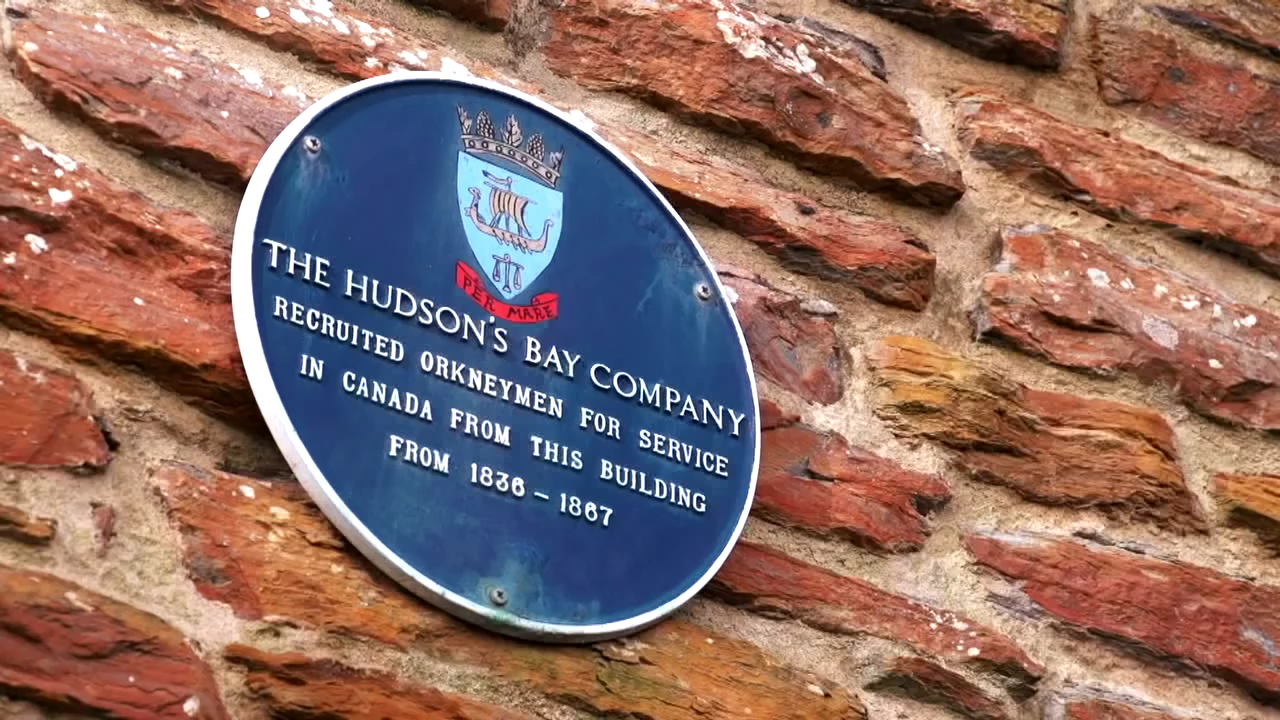 PER MARE
THE HUDSON'S BAY COMPANY
RECRUITED ORKNEYMEN FOR SERVICE
IN CANADA FROM THIS BUILDING
FROM 1836 – 1867